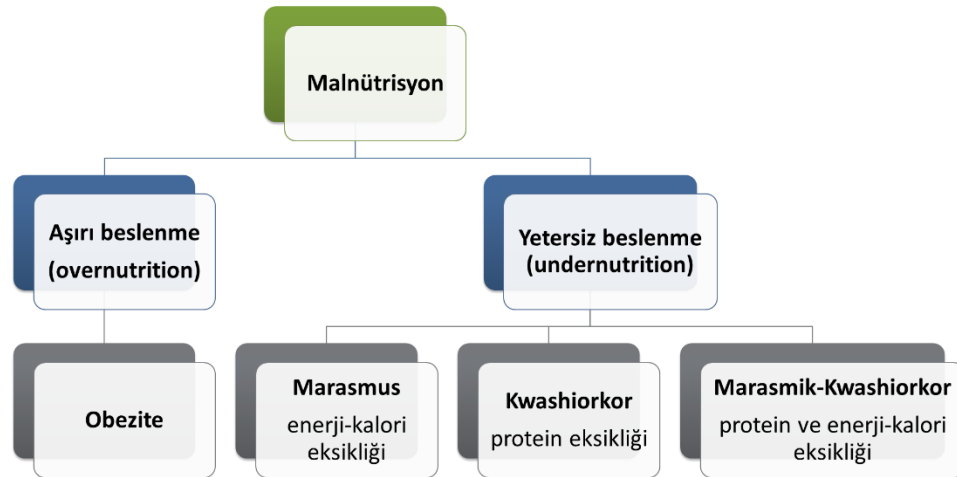 Malnütrisyon
Aşırı beslenme
(overnutrition)
Yetersiz beslenme
(undernutrition)
Obezite
Marasmus
enerji-kalori
eksikliği
Kwashiorkor
protein eksikliği
Marasmik-Kwashiorkor
protein ve enerji-kalori
eksikliği